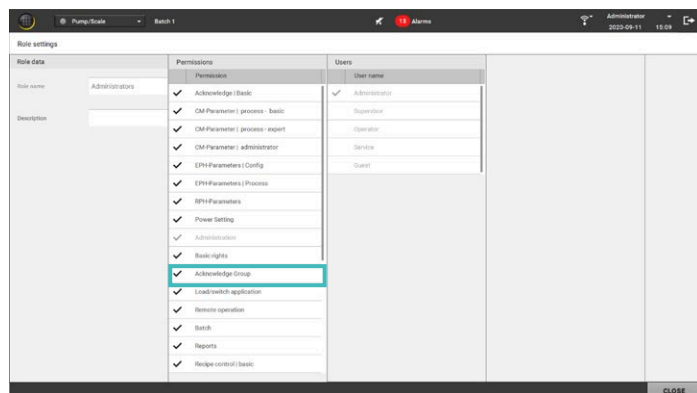 Pump/Scale
Batch 1
13 Alarms
Administrator
2020-09-11 15:09
Role settings
Role data
Role name
Administrators
Description
Permissions
Permission
Acknowledge | Basic
CM-Parameter | process - basic
CM-Parameter | process - expert
CM-Parameter | administrator
EPH-Parameters | Config
EPH-Parameters | Process
RPH-Parameters
Power Setting
Administration
Basic rights
Acknowledge Group
Load/switch application
Remote operation
Batch
Reports
Recipe control | basic
Users
User name
Administrator
Supervisor
Operator
Service
Guest
CLOSE